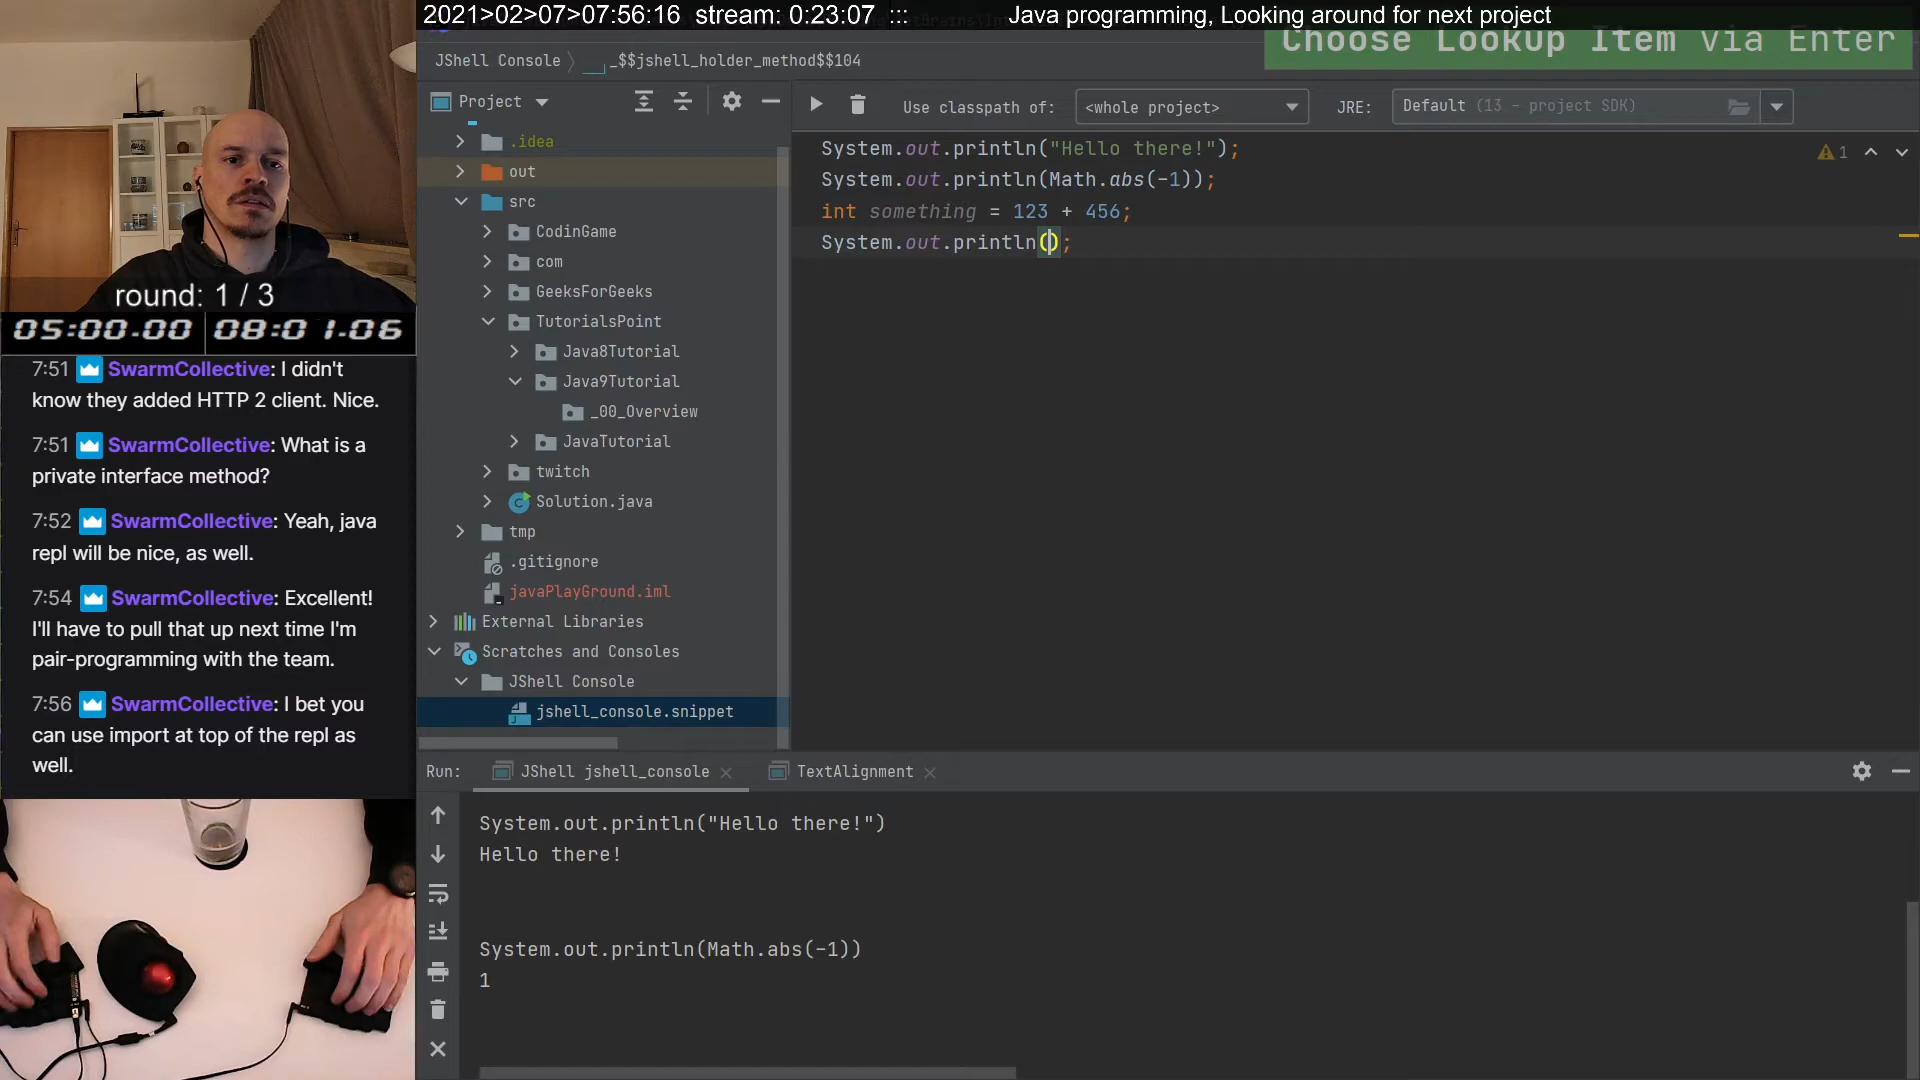 2021>02>07>07:56:16 stream: 0:23:07 :::
Java programming, Looking around for next project
Choose Lookup Item via Enter
JShell Console
_$$jshell_holder_method$$104
Project
Use classpath of:
<whole project>
JRE:
Default (13 - project SDK)
.idea
out
src
CodinGame
com
GeeksForGeeks
TutorialsPoint
Java8Tutorial
Java9Tutorial
_00_Overview
JavaTutorial
twitch
Solution.java
tmp
.gitignore
javaPlayGround.iml
External Libraries
Scratches and Consoles
JShell Console
jshell_console.snippet
System.out.println("Hello there!");
System.out.println(Math.abs(-1));
int something = 123 + 456;
System.out.println();
1
round: 1 / 3
05:00.00
08:01.06
7:51 SwarmCollective: I didn't
know they added HTTP 2 client. Nice.
7:51 SwarmCollective: What is a
private interface method?
7:52 SwarmCollective: Yeah, java
repl will be nice, as well.
7:54 SwarmCollective: Excellent!
I'll have to pull that up next time I'm
pair-programming with the team.
7:56 SwarmCollective: I bet you
can use import at top of the repl as
well.
Run:
JShell jshell_console
TextAlignment
System.out.println("Hello there!")
Hello there!
System.out.println(Math.abs(-1))
1